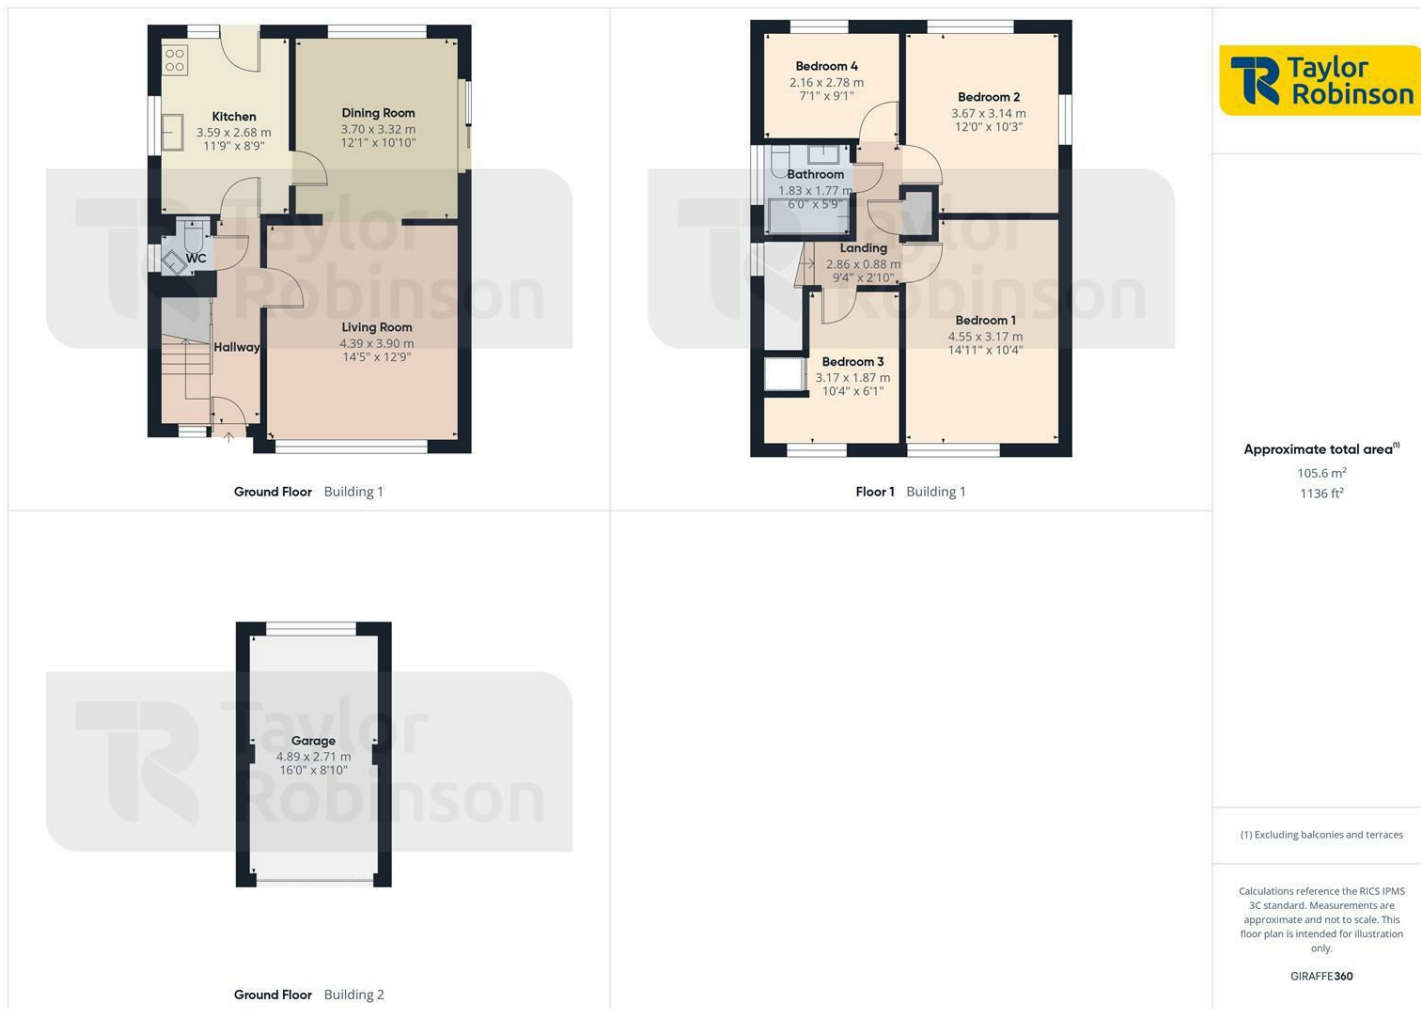 Kitchen
3.59 x 2.68 m
11'9" x 8'9"
Dining Room
3.70 x 3.32 m
12'1" x 10'10"
WC
Hallway
Living Room
4.39 x 3.90 m
14'5" x 12'9"
Taylor
Robinson
Ground Floor Building 1
Bedroom 4
2.16 x 2.78 m
7'1" x 9'1"
Bedroom 2
3.67 x 3.14 m
12'0" x 10'3"
Bathroom
1.83 x 1.77 m
6'0" x 5'9"
Landing
2.86 x 0.88 m
9'4" x 2'10"
Bedroom 1
4.55 x 3.17 m
14'11" x 10'4"
Bedroom 3
3.17 x 1.87 m
10'4" x 6'1"
Taylor
Robinson
Floor 1 Building 1
Garage
4.89 x 2.71 m
16'0" x 8'10"
Taylor
Robinson
Ground Floor Building 2
Taylor
Robinson
Approximate total area(1)
105.6 m²
1136 ft²
(1) Excluding balconies and terraces
Calculations reference the RICS IPMS
3C standard. Measurements are
approximate and not to scale. This
floor plan is intended for illustration
only.
GIRAFFE360